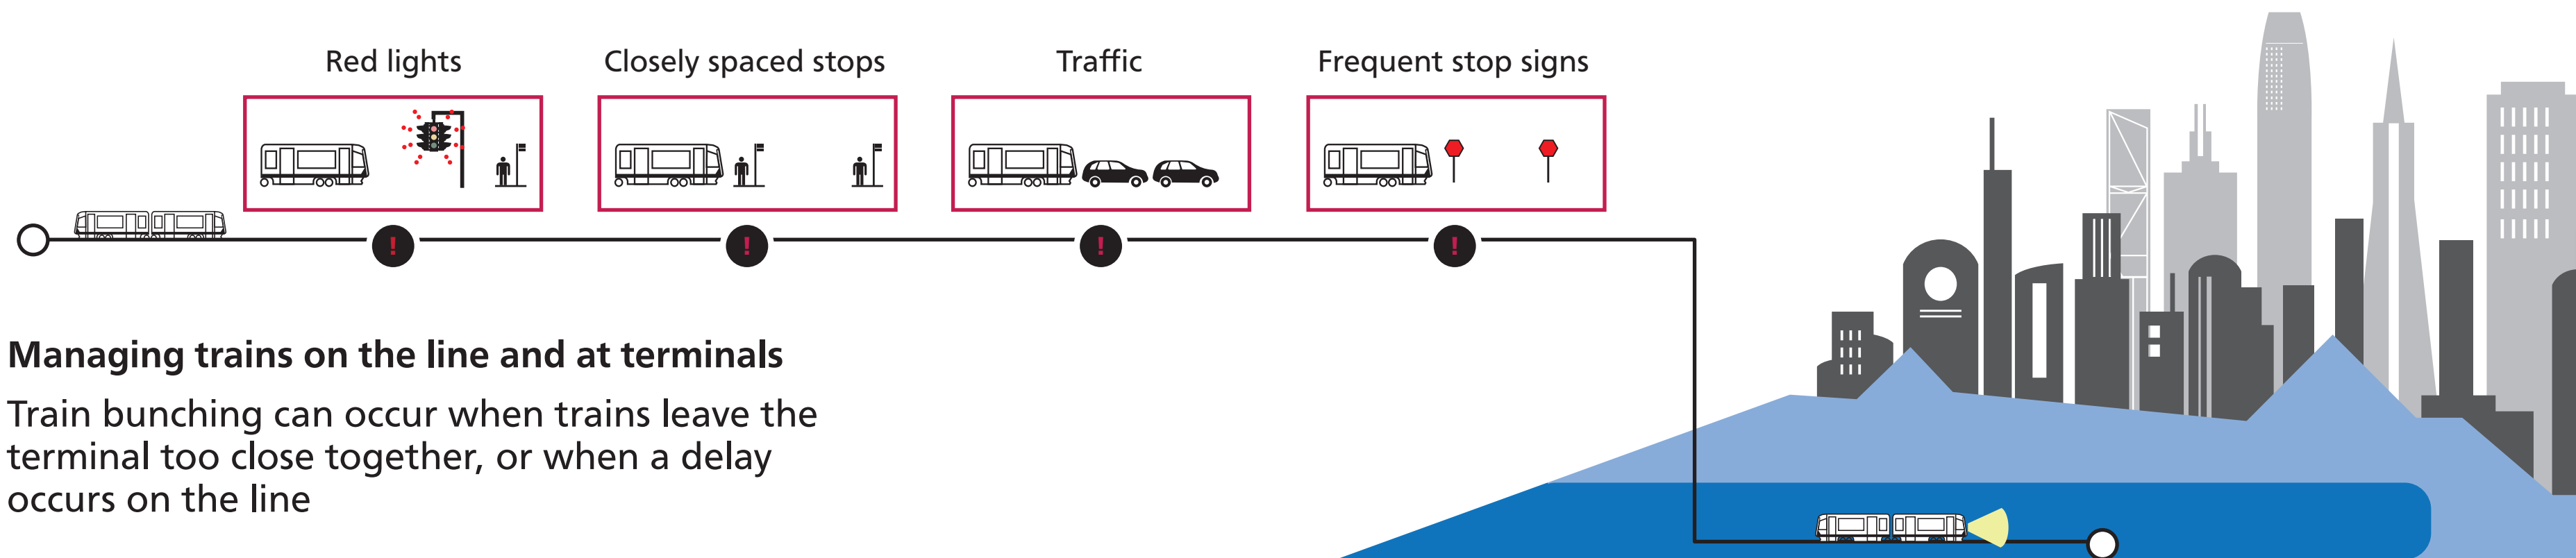 Red lights
Closely spaced stops
Traffic
Frequent stop signs
!
!
!
!
Managing trains on the line and at terminals
Train bunching can occur when trains leave the
terminal too close together, or when a delay
occurs on the line